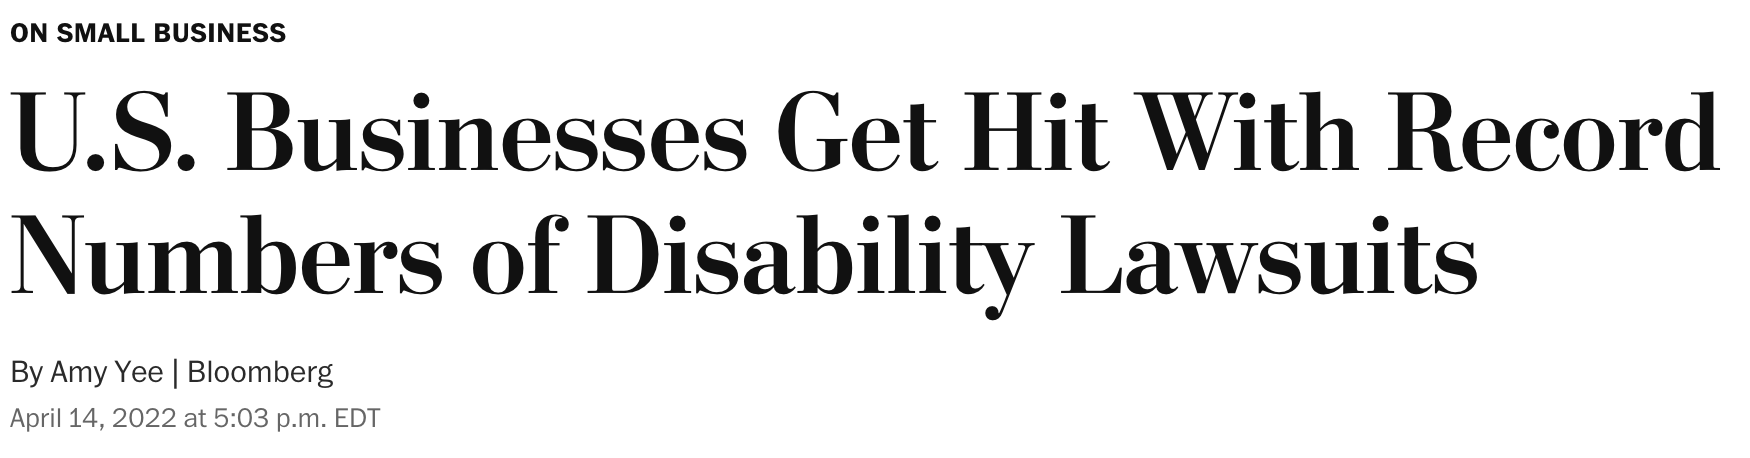 ON SMALL BUSINESS
U.S. Businesses Get Hit With Record
Numbers of Disability Lawsuits
By Amy Yee | Bloomberg
April 14, 2022 at 5:03 p.m. EDT